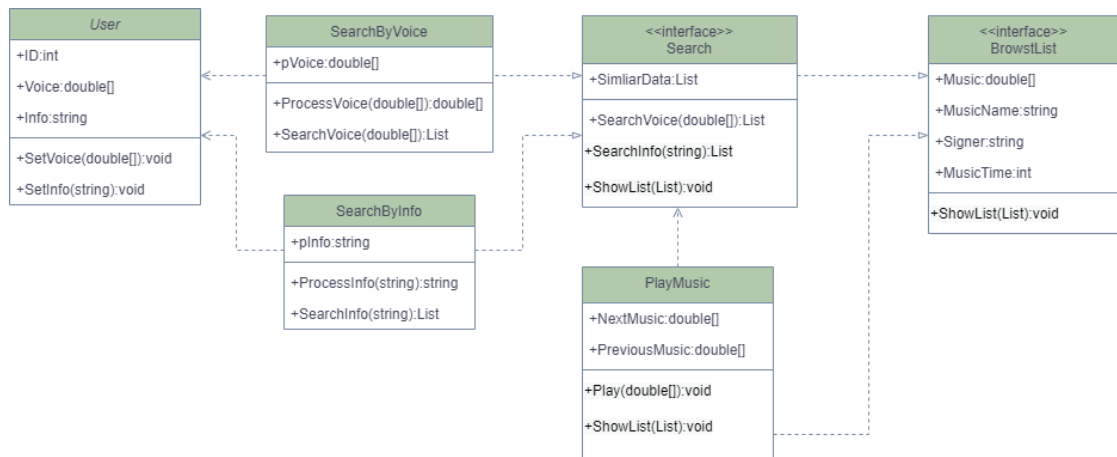 User
+ID:int
+Voice:double[]
+Info:string
+SetVoice(double[]):void
+SetInfo(string):void
SearchByVoice
+pVoice:double[]
+ProcessVoice(double[]):double[]
+SearchVoice(double[]):List
SearchByInfo
+pInfo:string
+ProcessInfo(string):string
+SearchInfo(string):List
<<interface>>
Search
+SimliarData:List
+SearchVoice(double[]):List
+SearchInfo(string):List
+ShowList(List):void
PlayMusic
+NextMusic:double[]
+PreviousMusic:double[]
+Play(double[]):void
+ShowList(List):void
<<interface>>
BrowstList
+Music:double[]
+MusicName:string
+Signer:string
+MusicTime:int
+ShowList(List):void